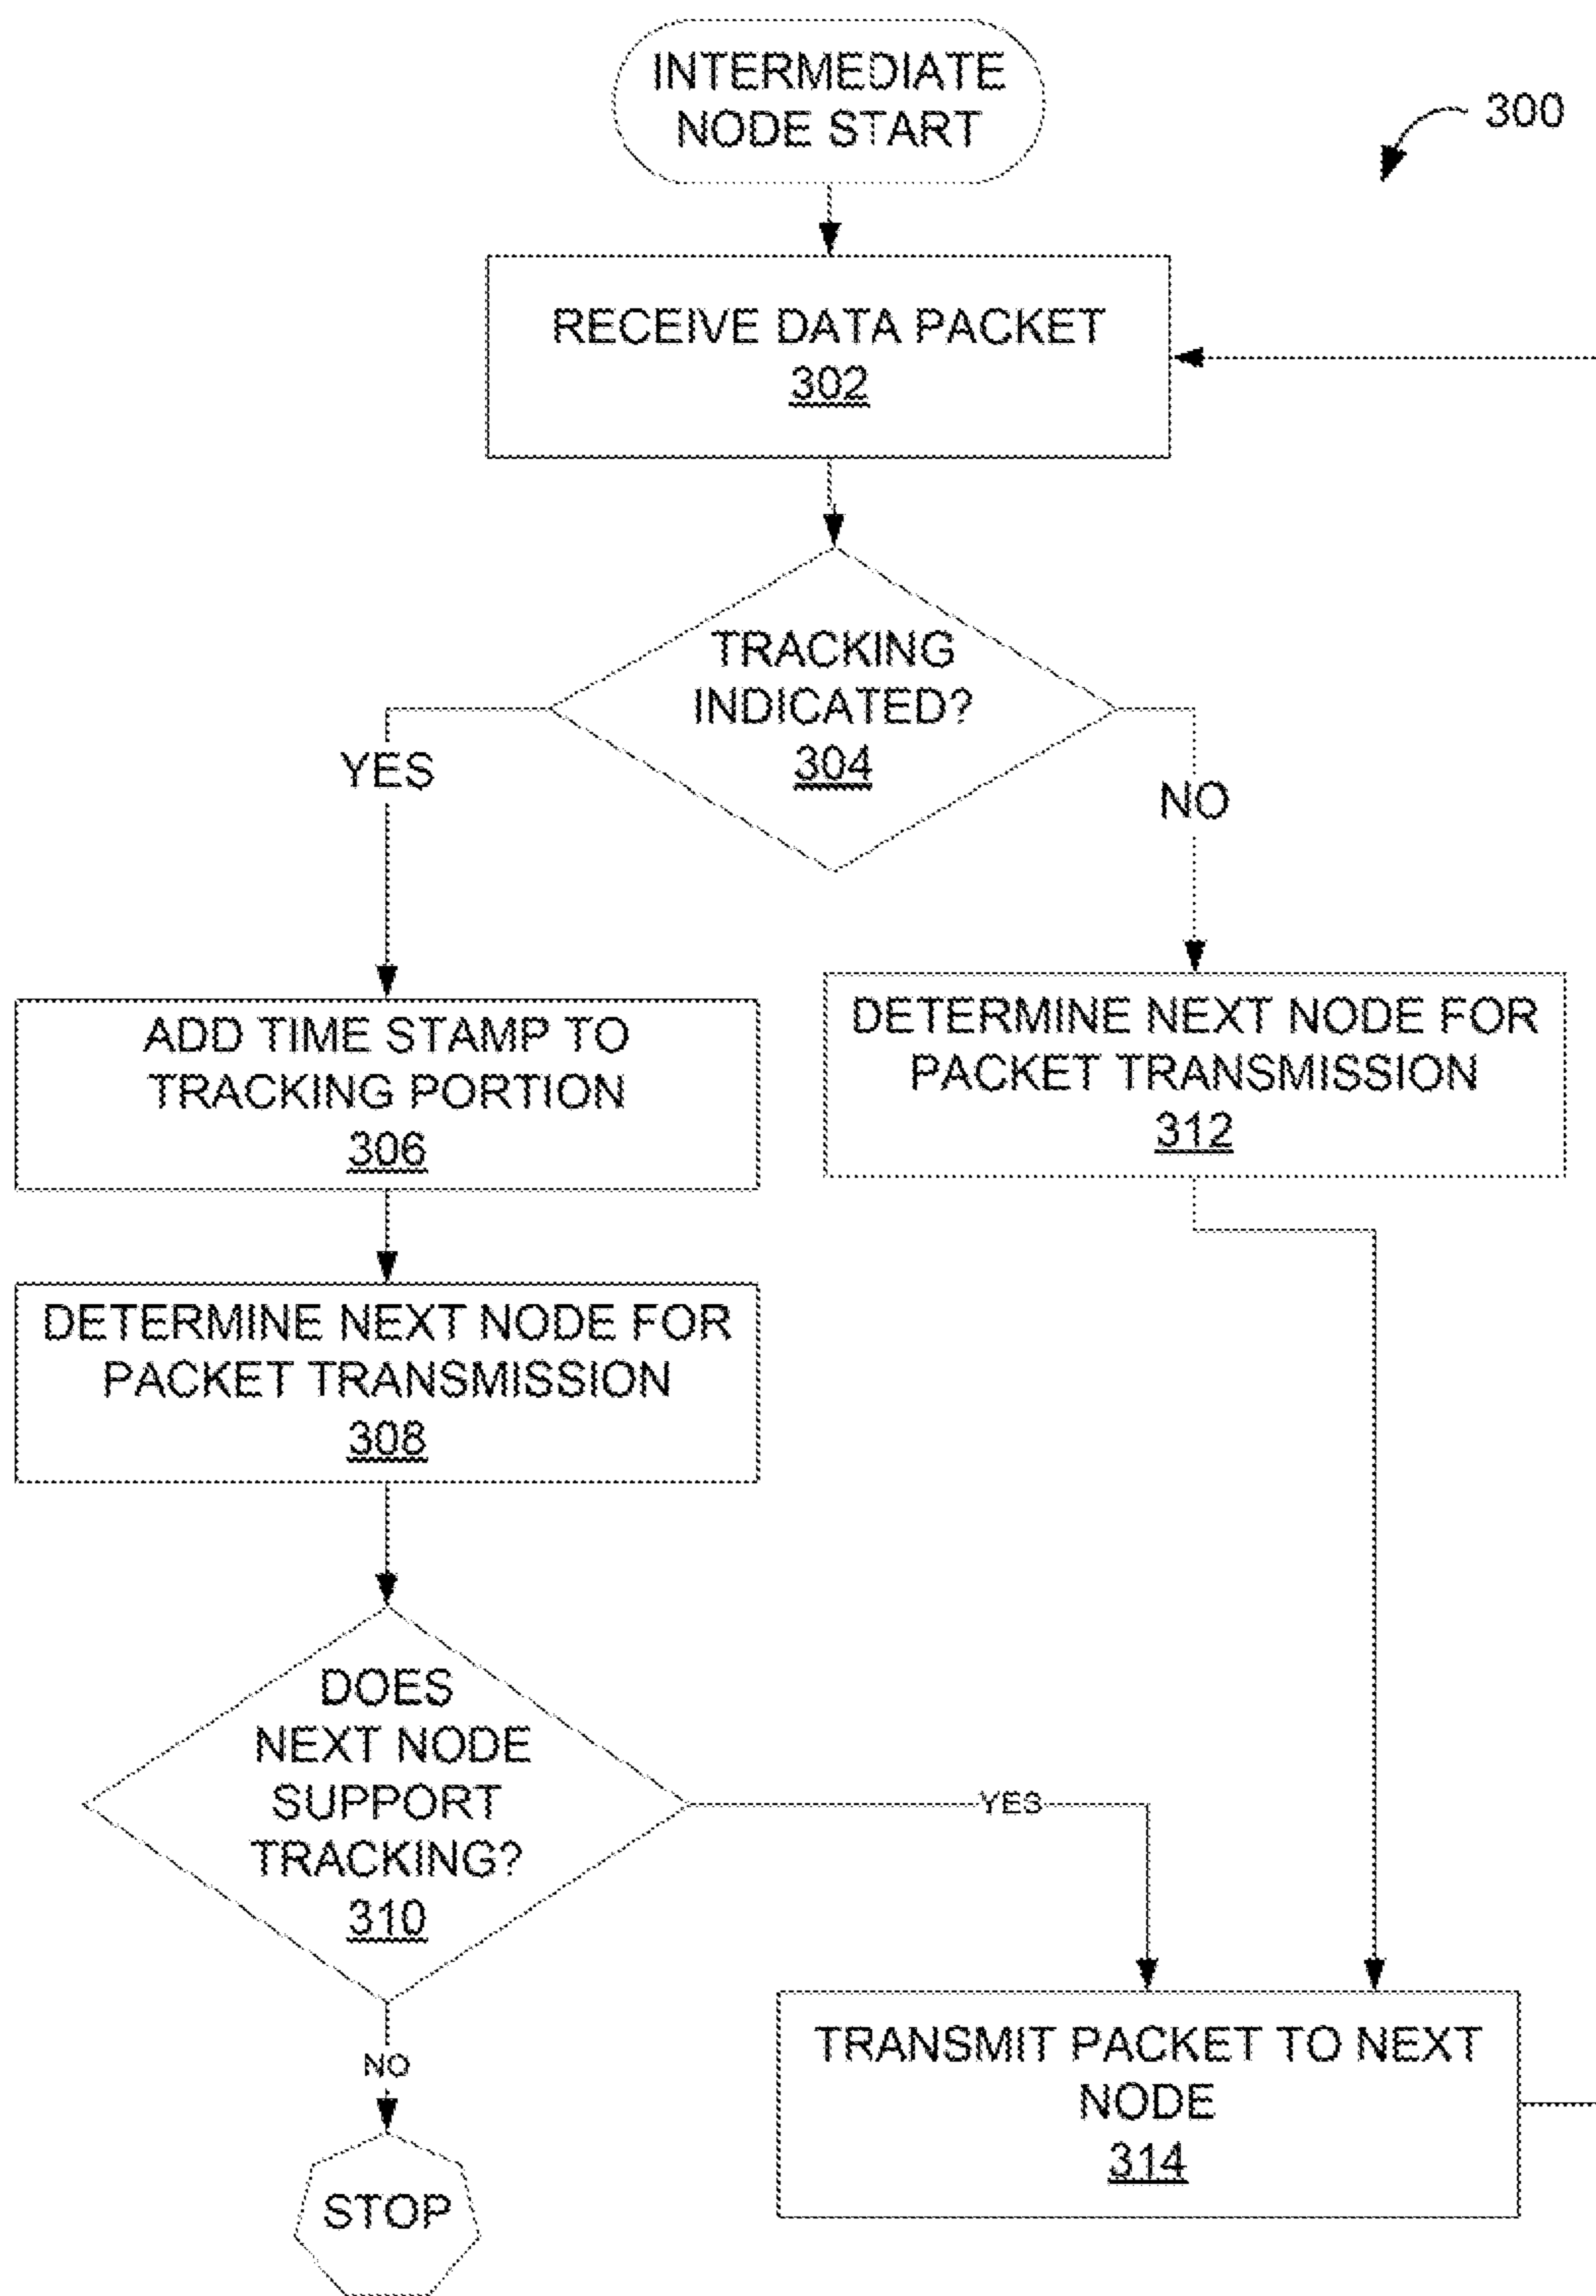 INTERMEDIATE
NODE START
300
RECEIVE DATA PACKET
302
TRACKING
INDICATED?
304
YES
NO
ADD TIME STAMP TO
TRACKING PORTION
306
DETERMINE NEXT NODE FOR
PACKET TRANSMISSION
312
DETERMINE NEXT NODE FOR
PACKET TRANSMISSION
308
DOES
NEXT NODE
SUPPORT
TRACKING?
310
YES
NO
TRANSMIT PACKET TO NEXT
NODE
314
STOP